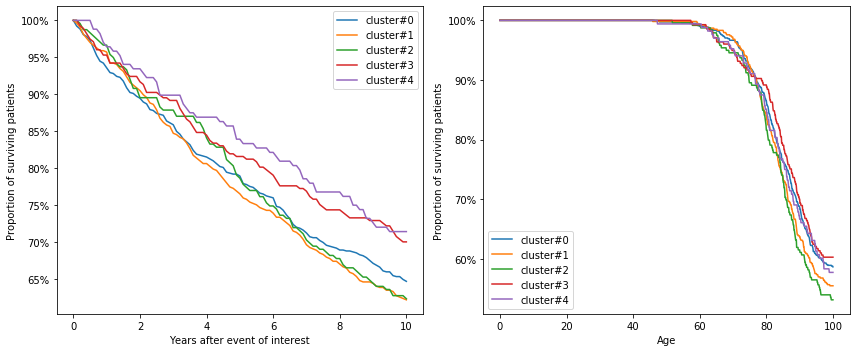 100%
95%
90%
85%
80%
75%
70%
65%
Proportion of surviving patients
cluster#0
cluster#1
cluster#2
cluster#3
cluster#4
0
2
4
6
8
10
Years after event of interest
100%
90%
80%
70%
60%
Proportion of surviving patients
cluster#0
cluster#1
cluster#2
cluster#3
cluster#4
0
20
40
60
80
100
Age